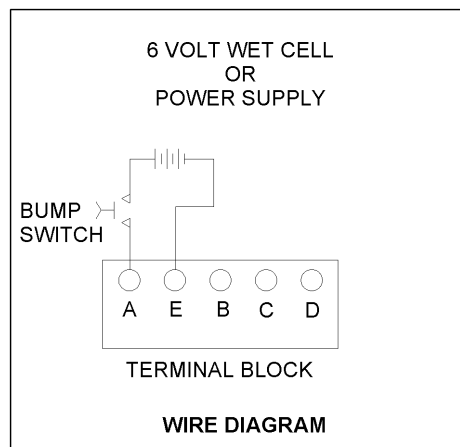 6 VOLT WET CELL
OR
POWER SUPPLY
BUMP
SWITCH
A E B C D
TERMINAL BLOCK
WIRE DIAGRAM